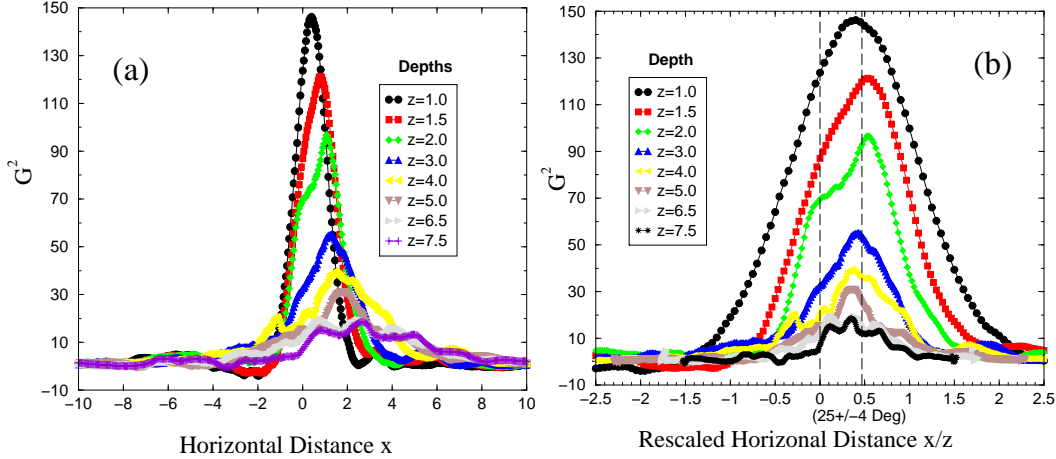 150
130
110
90
70
50
30
10
−10
G2
(a)
Depths
z=1.0
z=1.5
z=2.0
z=3.0
z=4.0
z=5.0
z=6.5
z=7.5
−10 −8 −6 −4 −2 0 2 4 6 8 10
Horizontal Distance x
150
130
110
90
70
50
30
10
−10
G2
(b)
Depth
z=1.0
z=1.5
z=2.0
z=3.0
z=4.0
z=5.0
z=6.5
z=7.5
−2.5 −2 −1.5 −1 −0.5 0 0.5 1 1.5 2 2.5
(25+/−4 Deg)
Rescaled Horizonal Distance x/z